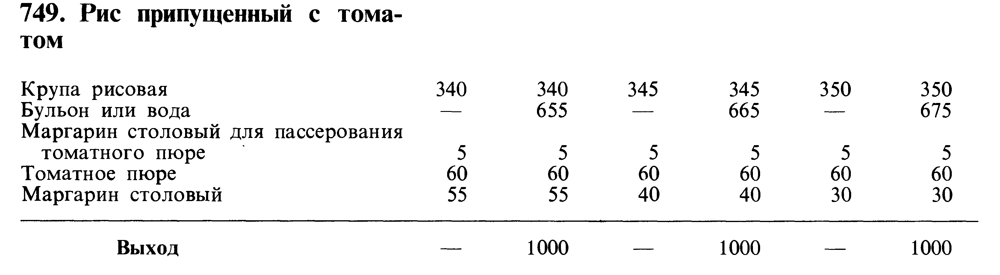 749. Рис припущенный с тома-
том
Крупа рисовая 340 340 345 345 350 350
Бульон или вода — 655 — 665 — 675
Маргарин столовый для пассерования
томатного пюре 5 5 5 5 5 5
Томатное пюре 60 60 60 60 60 60
Маргарин столовый 55 55 40 40 30 30
Выход — 1000 — 1000 — 1000